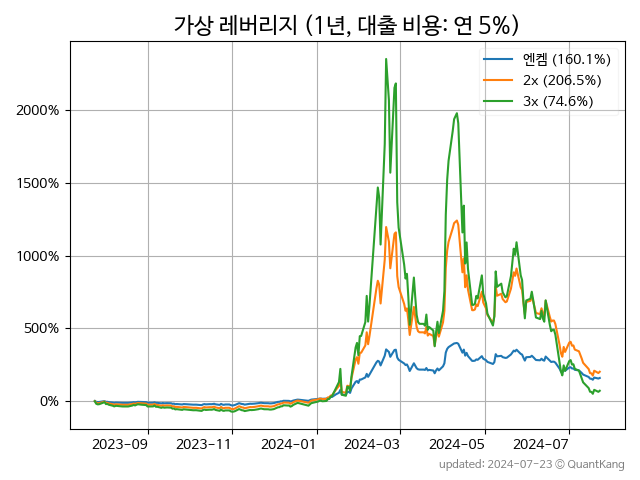 가상 레버리지 (1년, 대출 비용: 연 5%)
엔켐 (160.1%)
2x (206.5%)
3x (74.6%)
2000%
1500%
1000%
500%
0%
2023-09 2023-11 2024-01 2024-03 2024-05 2024-07
updated: 2024-07-23 © QuantKang